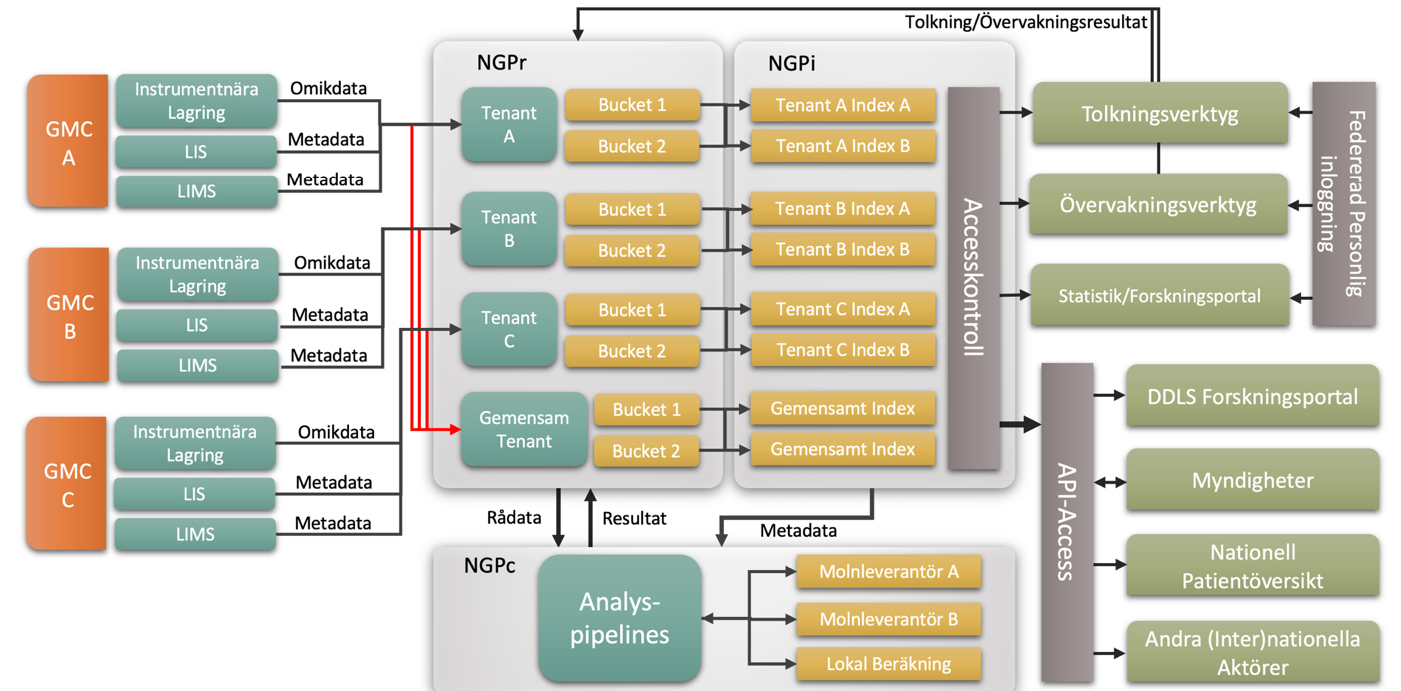 Tolkning/Övervakningsresultat
GMC
A
Instrumentnära
Lagring
LIS
LIMS
Omikdata
Metadata
Metadata
GMC
B
Instrumentnära
Lagring
LIS
LIMS
Omikdata
Metadata
Metadata
GMC
C
Instrumentnära
Lagring
LIS
LIMS
Omikdata
Metadata
Metadata
NGPr
Tenant
A
Bucket 1
Bucket 2
Tenant
B
Bucket 1
Bucket 2
Tenant
C
Bucket 1
Bucket 2
Gemensam
Tenant
Bucket 1
Bucket 2
NGPi
Tenant A Index A
Tenant A Index B
Tenant B Index A
Tenant B Index B
Tenant C Index A
Tenant C Index B
Gemensamt Index
Gemensamt Index
Accesskontroll
Tolkningsverktyg
Övervakningsverktyg
Statistik/Forskningsportal
Federerad Personlig
inloggning
Rådata
Resultat
Metadata
NGPc
Analys-
pipelines
Molnleverantör A
Molnleverantör B
Lokal Beräkning
API-Access
DDLS Forskningsportal
Myndigheter
Nationell
Patientöversikt
Andra (Inter)nationella
Aktörer